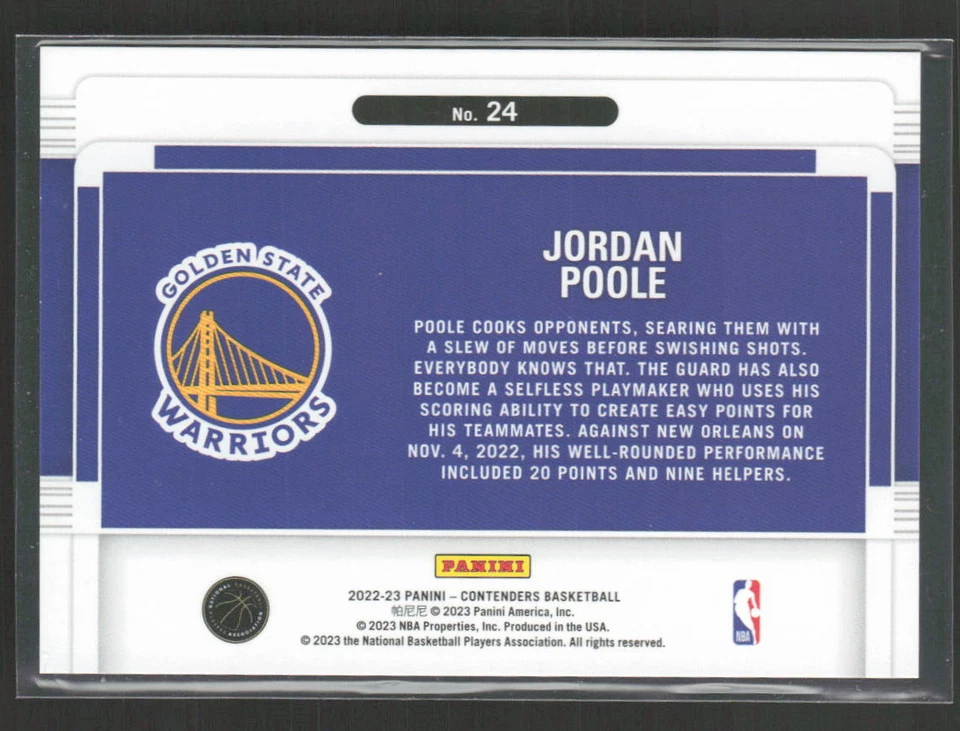 No. 24
GOLDEN STATE
WARRIORS
JORDAN
POOLE
POOLE COOKS OPPONENTS, SEARING THEM WITH
A SLEW OF MOVES BEFORE SWISHING SHOTS.
EVERYBODY KNOWS THAT. THE GUARD HAS ALSO
BECOME A SELFLESS PLAYMAKER WHO USES HIS
SCORING ABILITY TO CREATE EASY POINTS FOR
HIS TEAMMATES. AGAINST NEW ORLEANS ON
NOV. 4, 2022, HIS WELL-ROUNDED PERFORMANCE
INCLUDED 20 POINTS AND NINE HELPERS.
PANINI
2022-23 PANINI – CONTENDERS BASKETBALL
帕尼尼 © 2023 Panini America, Inc.
© 2023 NBA Properties, Inc. Produced in the USA.
© 2023 the National Basketball Players Association. All rights reserved.
NATIONAL BASKETBALL
PLAYERS ASSOCIATION
NBA